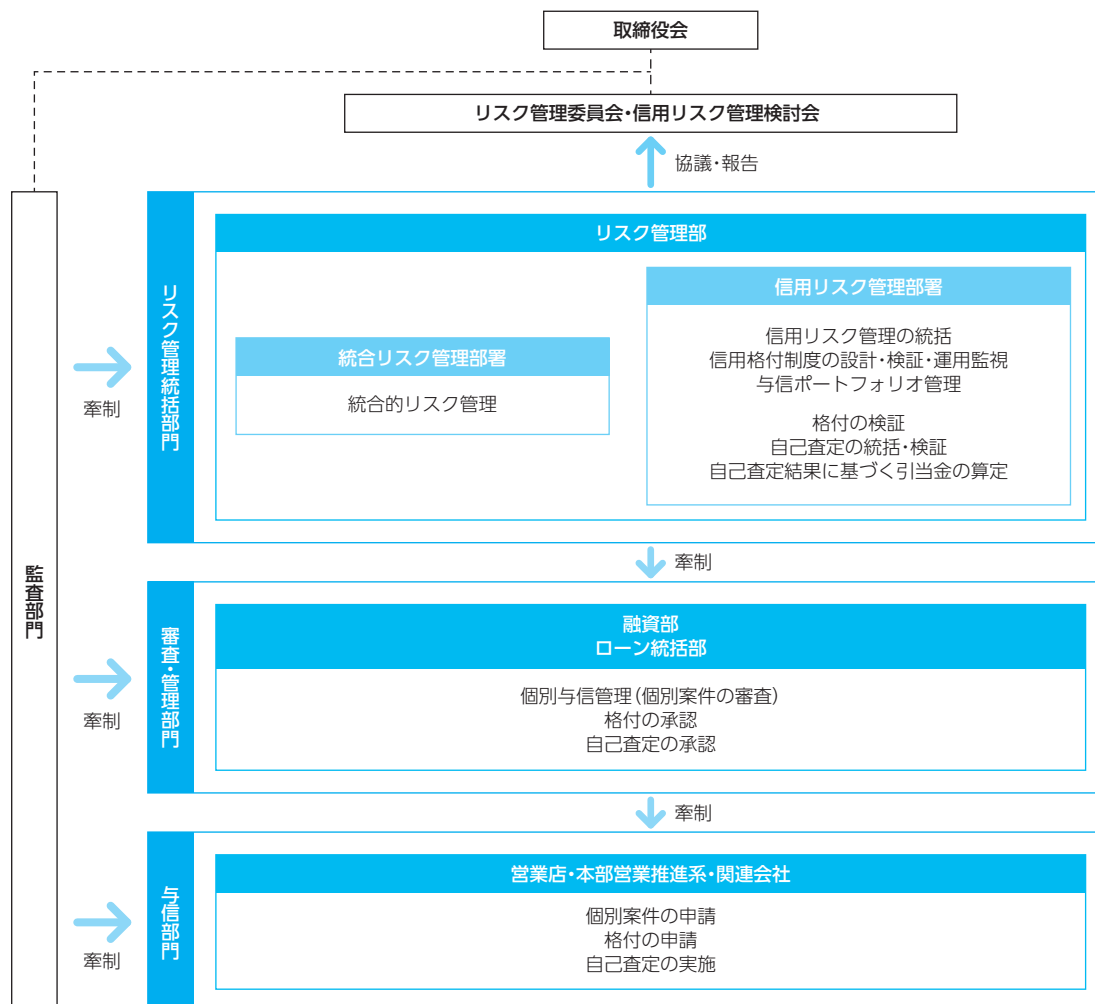 取締役会
リスク管理委員会・信用リスク管理検討会
協議・報告
監査部門
牽制
リスク管理統括部門
リスク管理部
統合リスク管理部署
統合的リスク管理
信用リスク管理部署
信用リスク管理の統括
信用格付制度の設計・検証・運用監視
与信ポートフォリオ管理
格付の検証
自己査定の統括・検証
自己査定結果に基づく引当金の算定
牽制
牽制
審査・管理部門
融資部
ローン統括部
個別与信管理(個別案件の審査)
格付の承認
自己査定の承認
牽制
牽制
与信部門
営業店・本部営業推進系・関連会社
個別案件の申請
格付の申請
自己査定の実施